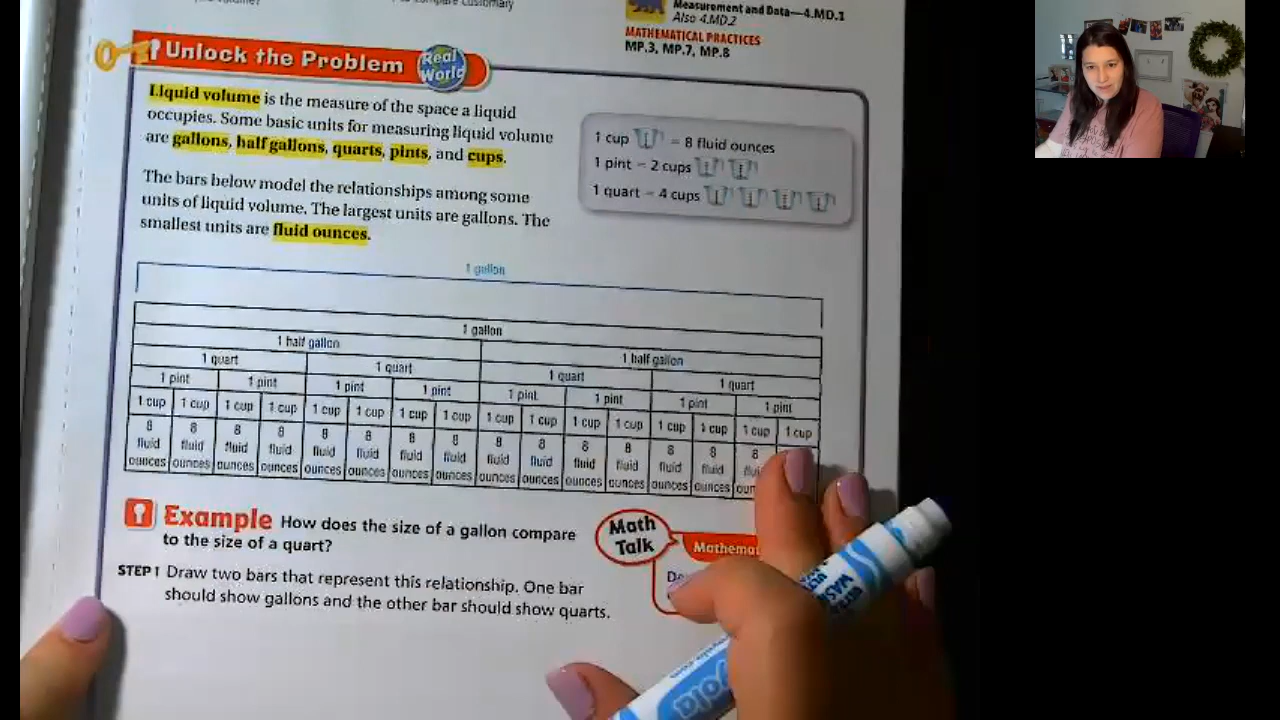 Measurement and Data—4.MD.1
Also 4.MD.2
MATHEMATICAL PRACTICES
MP.3, MP.7, MP.8
Unlock the Problem
Real World
Liquid volume is the measure of the space a liquid
occupies. Some basic units for measuring liquid volume
are gallons, half gallons, quarts, pints, and cups.
1 cup = 8 fluid ounces
1 pint = 2 cups
1 quart = 4 cups
The bars below model the relationships among some
units of liquid volume. The largest units are gallons. The
smallest units are fluid ounces.
1 gallon
1 gallon
1 half gallon 1 half gallon
1 quart 1 quart 1 quart 1 quart
1 pint 1 pint 1 pint 1 pint 1 pint 1 pint 1 pint 1 pint
1 cup 1 cup 1 cup 1 cup 1 cup 1 cup 1 cup 1 cup 1 cup 1 cup 1 cup 1 cup 1 cup 1 cup 1 cup 1 cup
8 8 8 8 8 8 8 8 8 8 8 8 8 8 8
fluid fluid fluid fluid fluid fluid fluid fluid fluid fluid fluid fluid fluid fluid
ounces ounces ounces ounces ounces ounces ounces ounces ounces ounces ounces ounces ounces ounces
Example How does the size of a gallon compare
to the size of a quart?
Math
Talk
STEP 1 Draw two bars that represent this relationship. One bar
should show gallons and the other bar should show quarts.